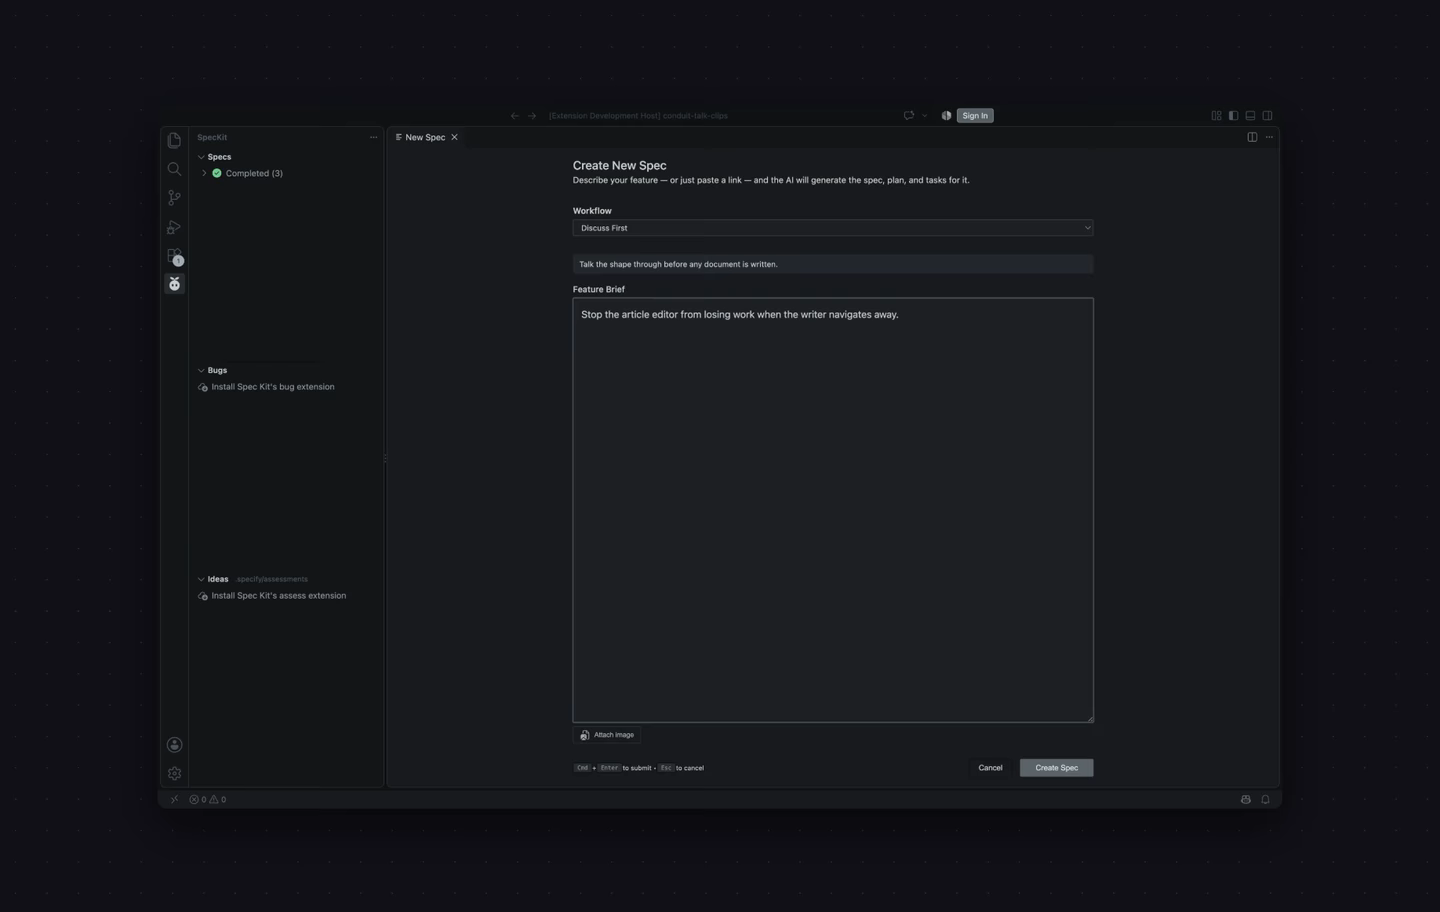 [Extension Development Host] conduit-talk-clips
Sign In
SpecKit
New Spec
Specs
Completed (3)
1
Bugs
Install Spec Kit's bug extension
Ideas .specify/assessments
Install Spec Kit's assess extension
Create New Spec
Describe your feature — or just paste a link — and the AI will generate the spec, plan, and tasks for it.
Workflow
Discuss First
Talk the shape through before any document is written.
Feature Brief
Stop the article editor from losing work when the writer navigates away.
Attach image
Cmd + Enter to submit • Esc to cancel
Cancel
Create Spec
0 0